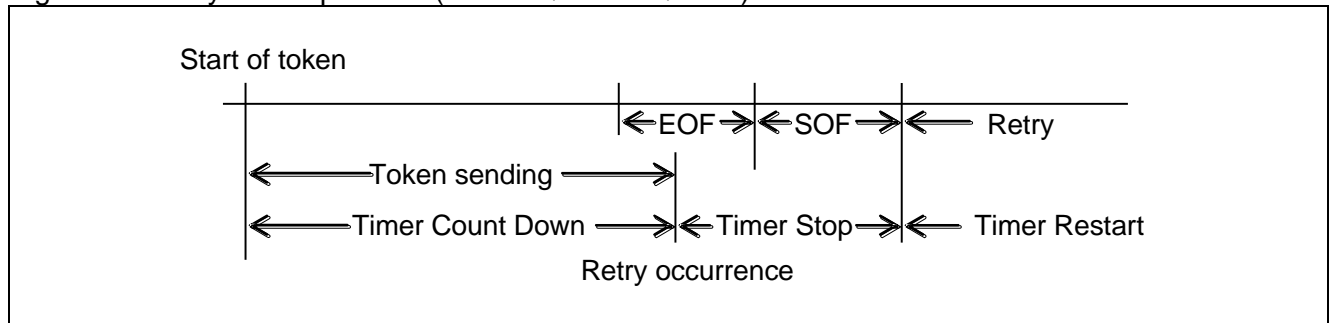 Start of token
EOF SOF Retry
Token sending
Timer Count Down Timer Stop Timer Restart
Retry occurrence